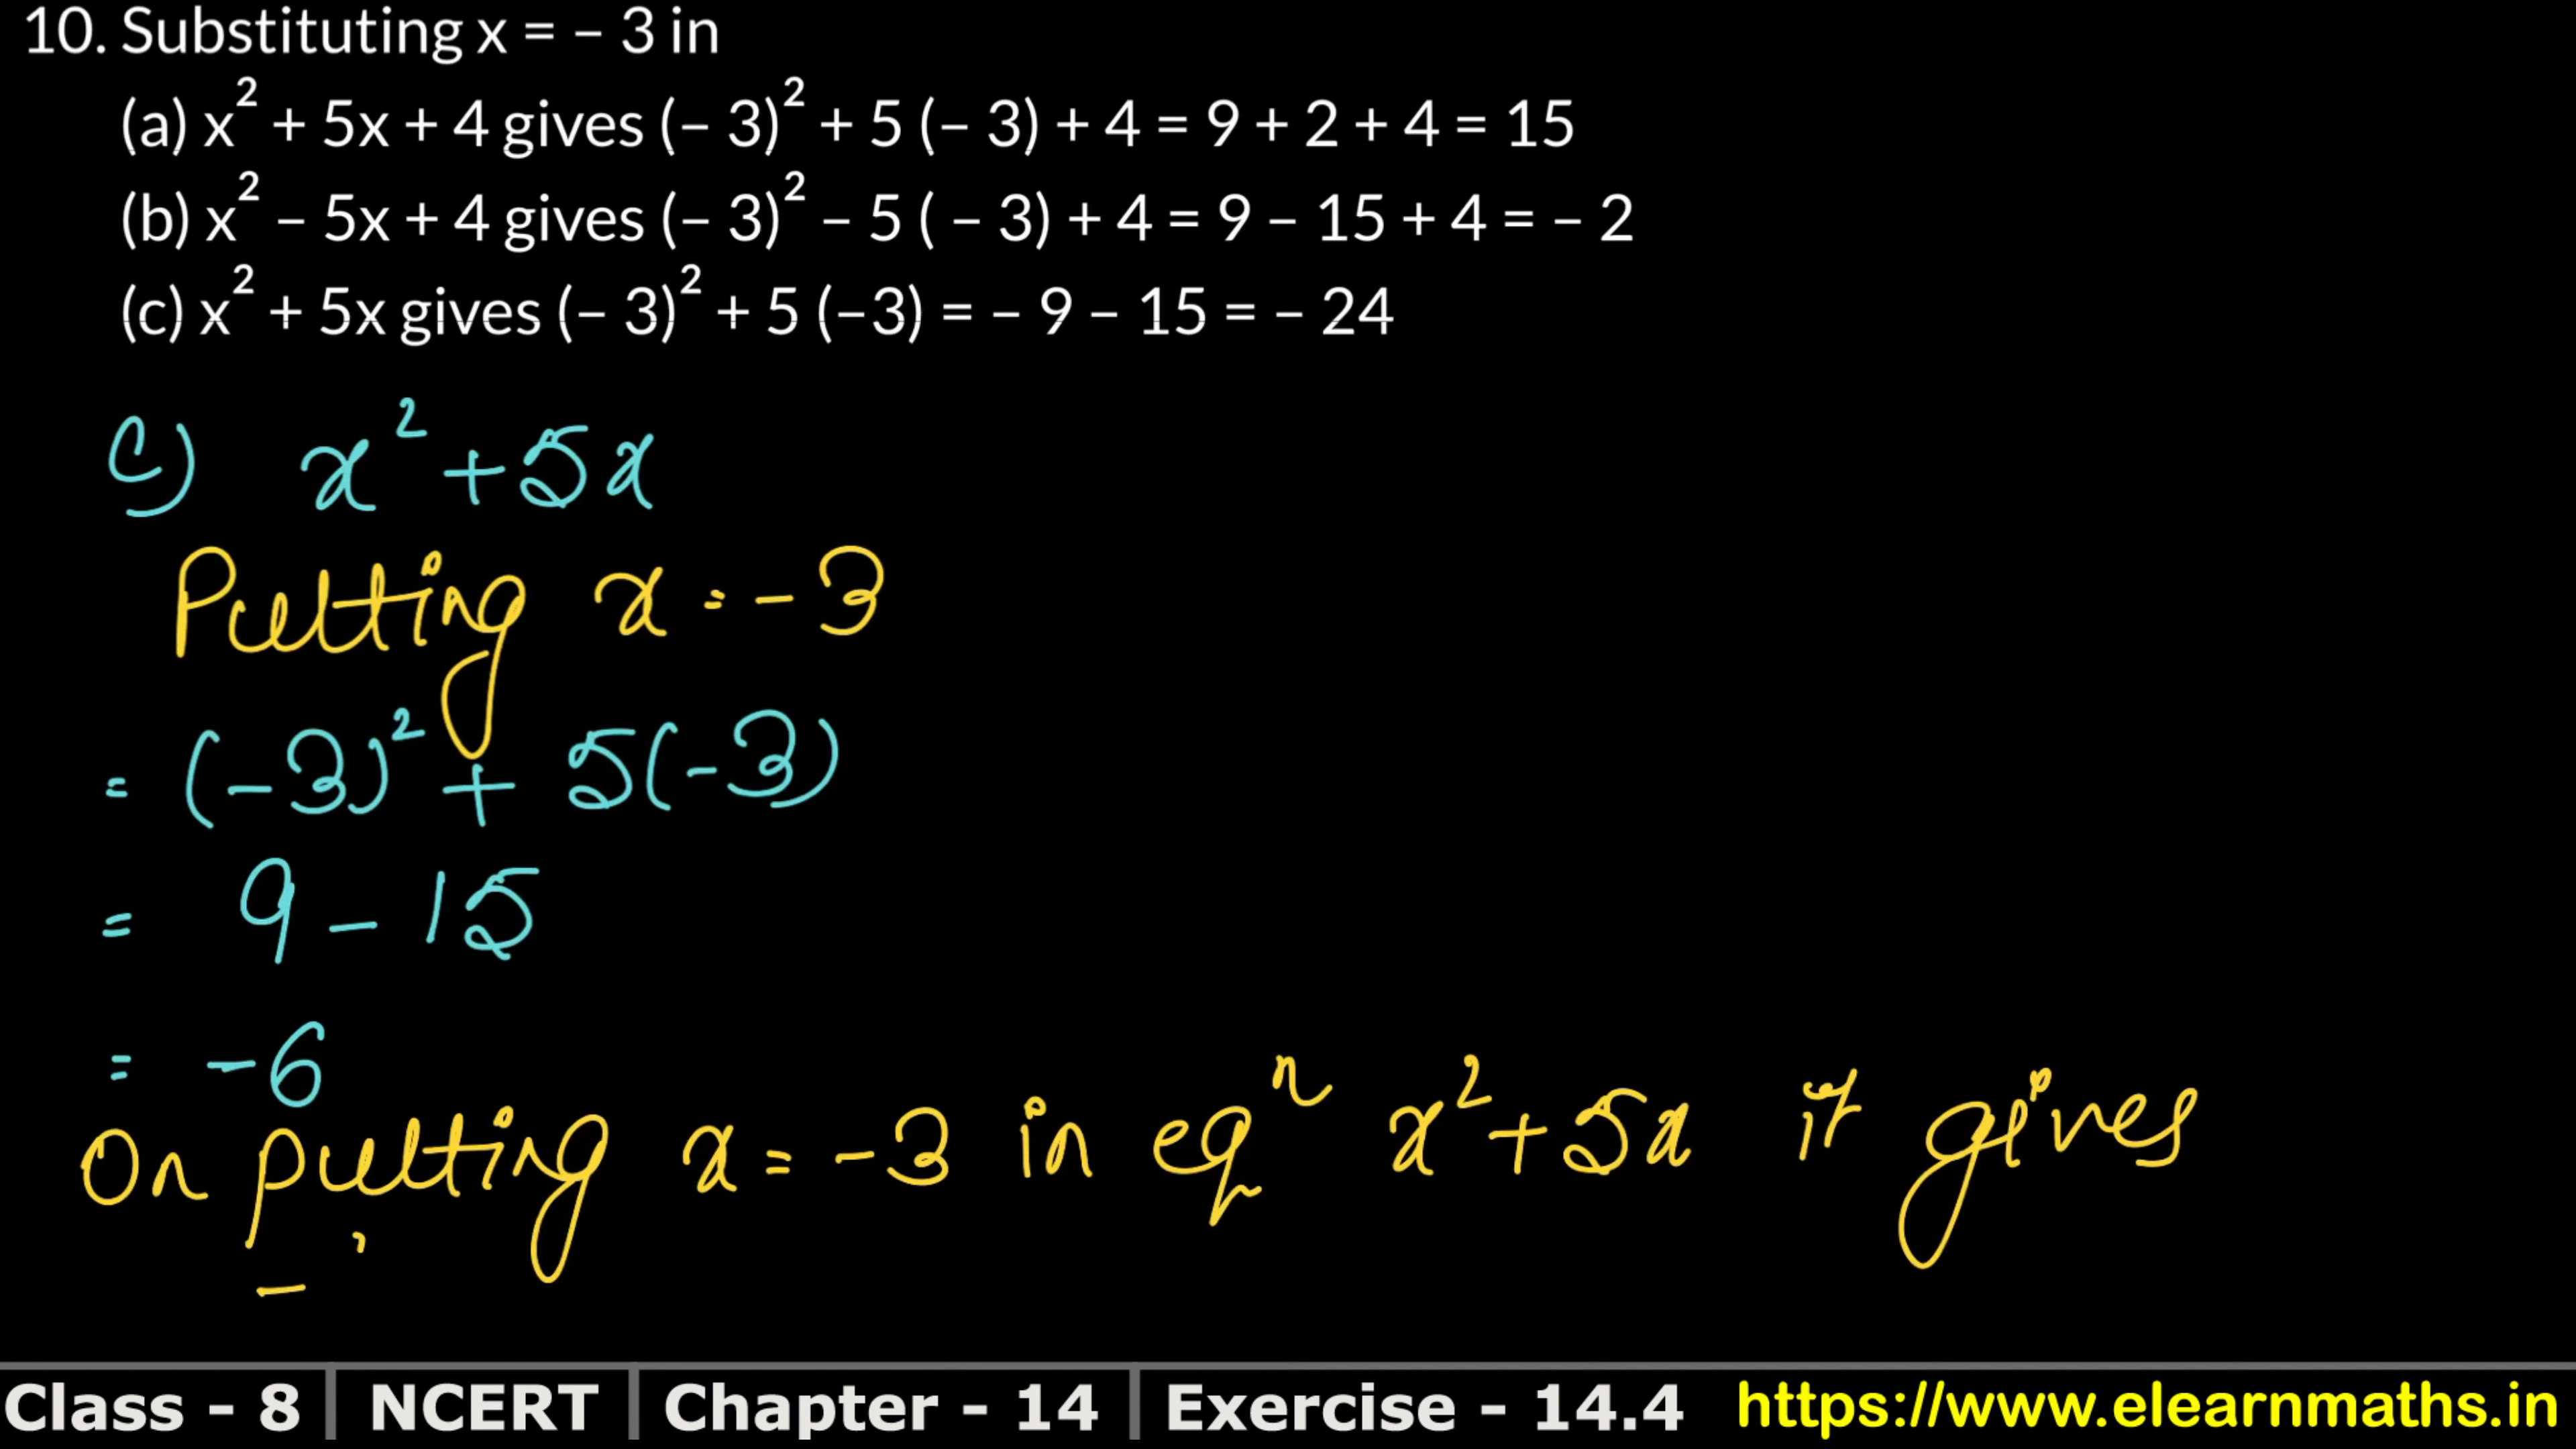 10. Substituting x = – 3 in
(a) x² + 5x + 4 gives (– 3)² + 5 (– 3) + 4 = 9 + 2 + 4 = 15
(b) x² – 5x + 4 gives (– 3)² – 5 ( – 3) + 4 = 9 – 15 + 4 = – 2
(c) x² + 5x gives (– 3)² + 5 (–3) = – 9 – 15 = – 24
c) x² + 5x
Putting x = -3
= (-3)² + 5(-3)
= 9 - 15
= -6
On putting x = -3 in eqⁿ x² + 5x it gives
-
Class - 8 | NCERT | Chapter - 14 | Exercise - 14.4 https://www.elearnmaths.in